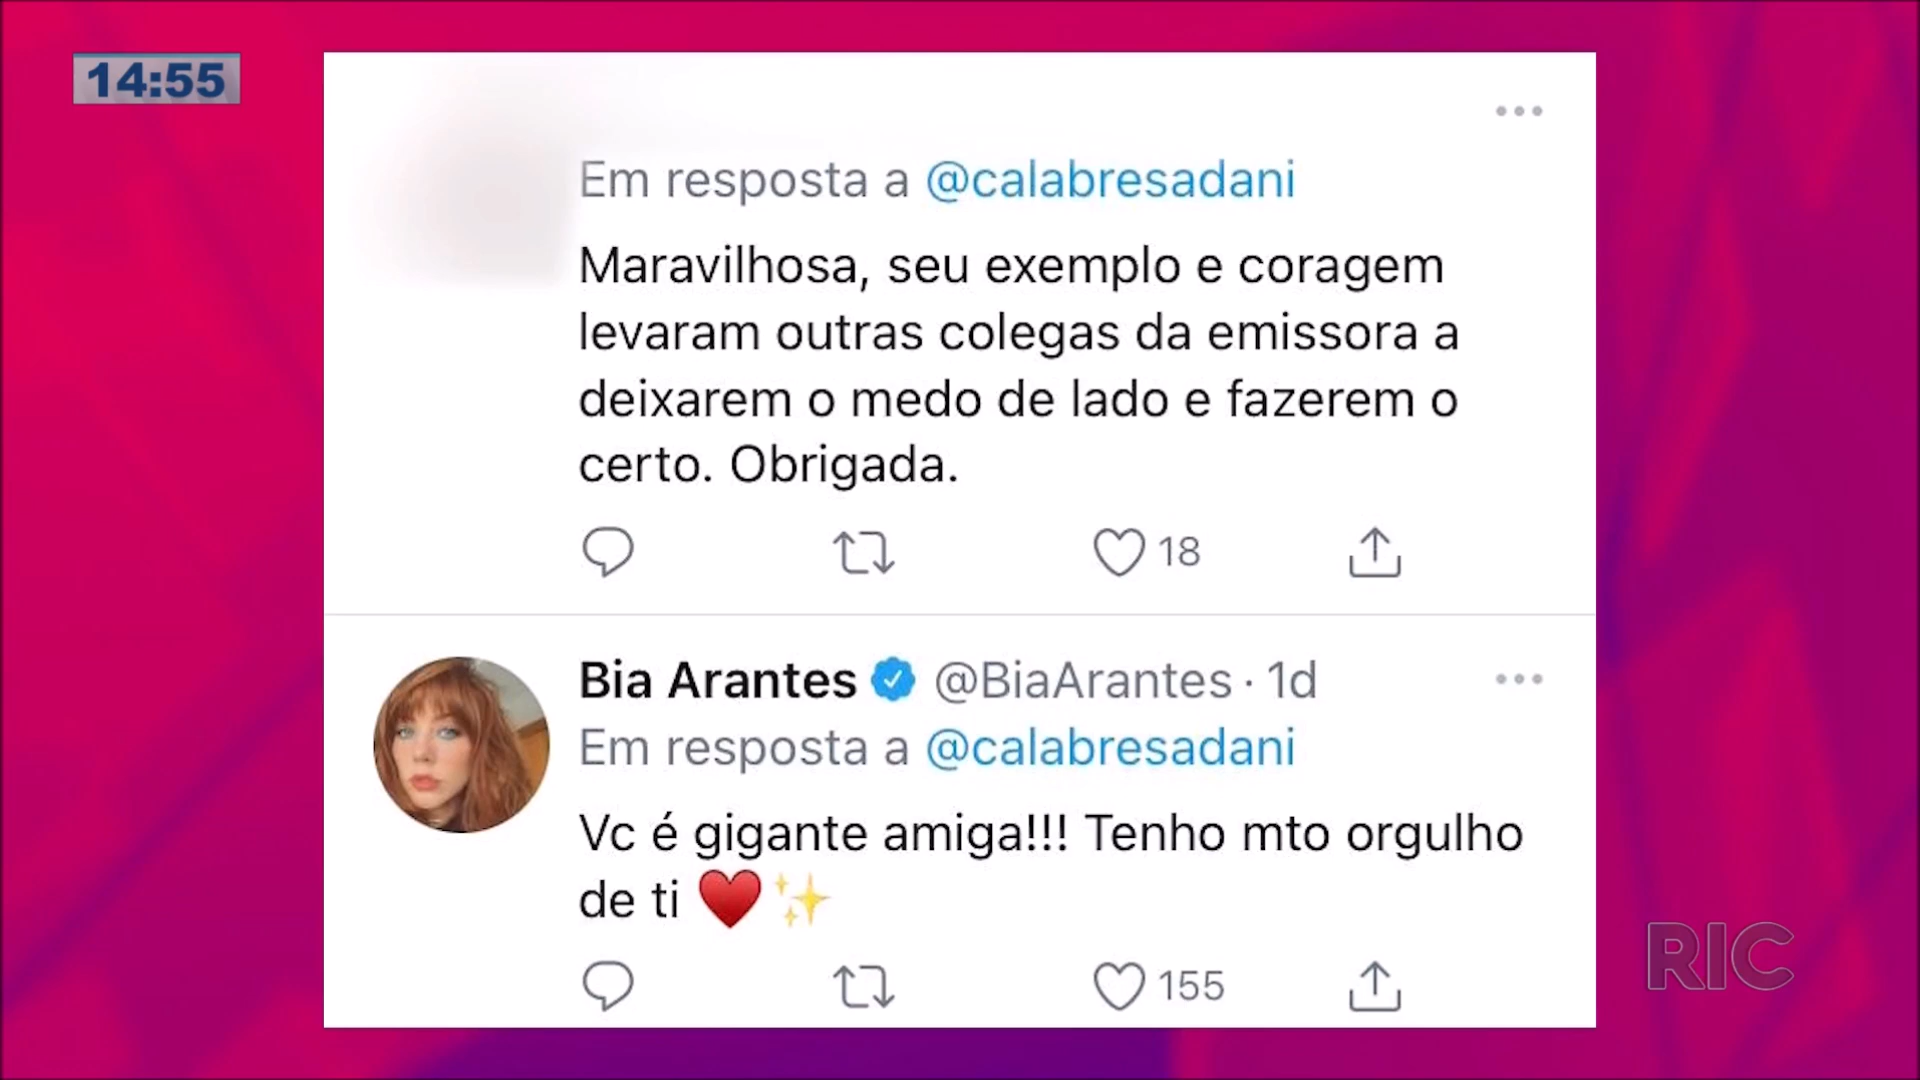 14:55
Em resposta a @calabresadani
Maravilhosa, seu exemplo e coragem
levaram outras colegas da emissora a
deixarem o medo de lado e fazerem o
certo. Obrigada.
18
Bia Arantes @BiaArantes · 1d
Em resposta a @calabresadani
Vc é gigante amiga!!! Tenho mto orgulho
de ti ♥️✨
155
RIC